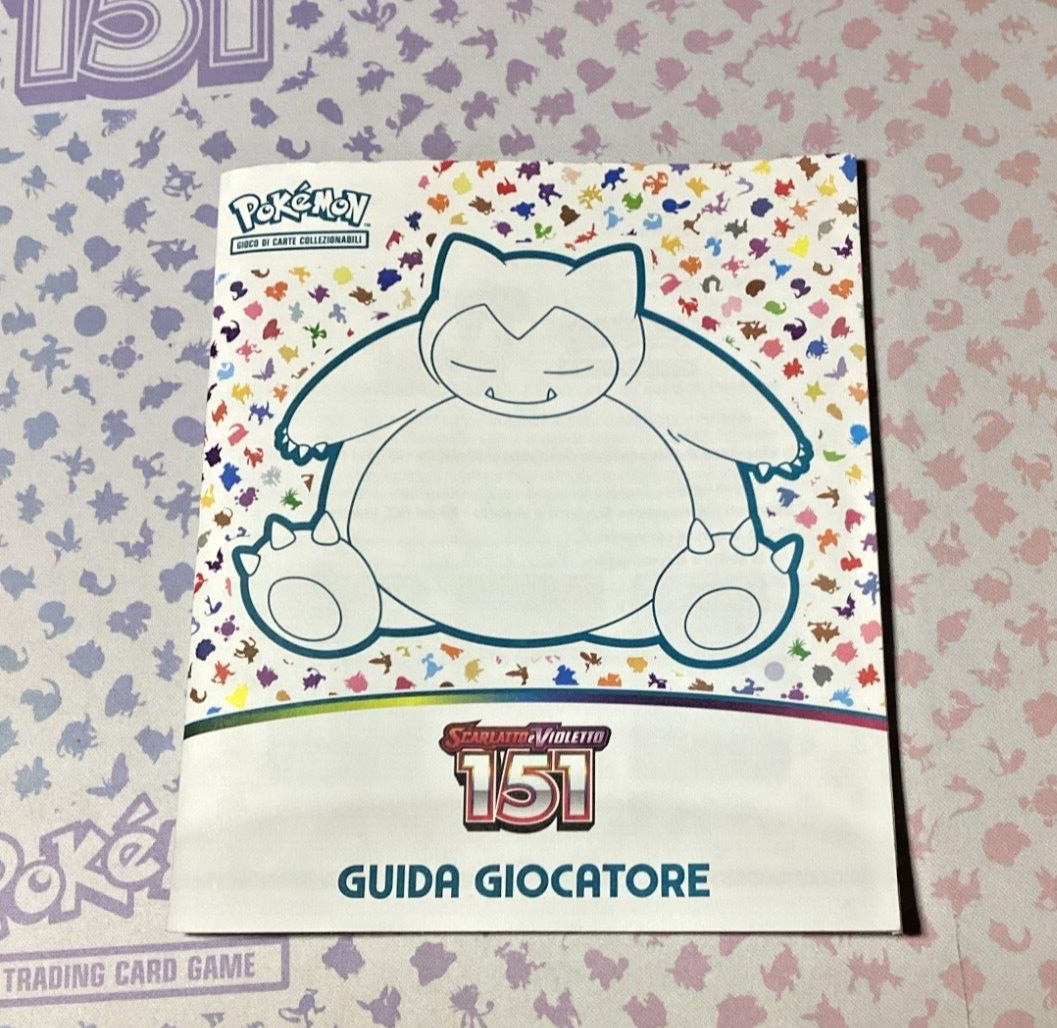 151
POKéMON
GIOCO DI CARTE COLLEZIONABILI
SCARLATTO E VIOLETTO
151
GUIDA GIOCATORE
POKé
TRADING CARD GAME